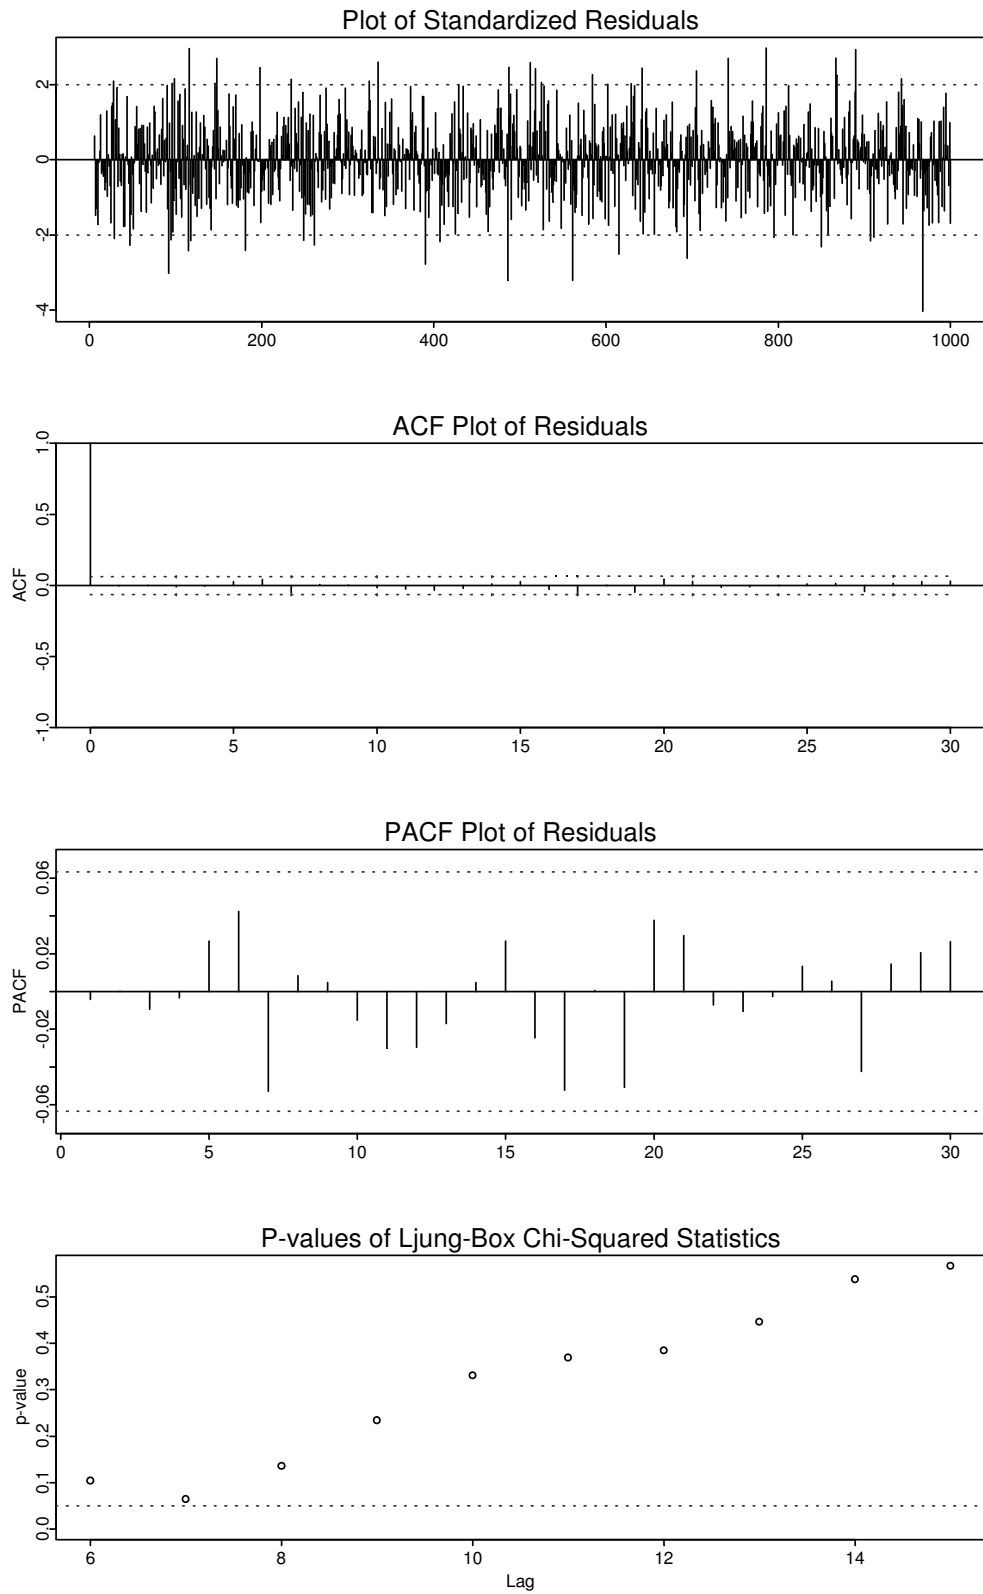 Plot of Standardized Residuals
2
0
-2
-4
0 200 400 600 800 1000
ACF Plot of Residuals
1.0
0.5
0.0
-0.5
-1.0
ACF
0 5 10 15 20 25 30
PACF Plot of Residuals
0.06
0.02
-0.02
-0.06
PACF
0 5 10 15 20 25 30
P-values of Ljung-Box Chi-Squared Statistics
0.5
0.4
0.3
0.2
0.1
0.0
p-value
6 8 10 12 14
Lag